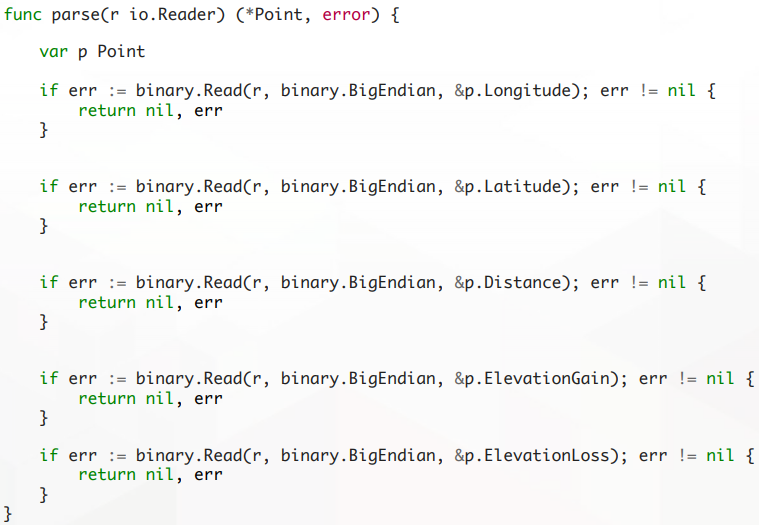 func parse(r io.Reader) (*Point, error) {
    var p Point
    if err := binary.Read(r, binary.BigEndian, &p.Longitude); err != nil {
        return nil, err
    }
    if err := binary.Read(r, binary.BigEndian, &p.Latitude); err != nil {
        return nil, err
    }
    if err := binary.Read(r, binary.BigEndian, &p.Distance); err != nil {
        return nil, err
    }
    if err := binary.Read(r, binary.BigEndian, &p.ElevationGain); err != nil {
        return nil, err
    }
    if err := binary.Read(r, binary.BigEndian, &p.ElevationLoss); err != nil {
        return nil, err
    }
}